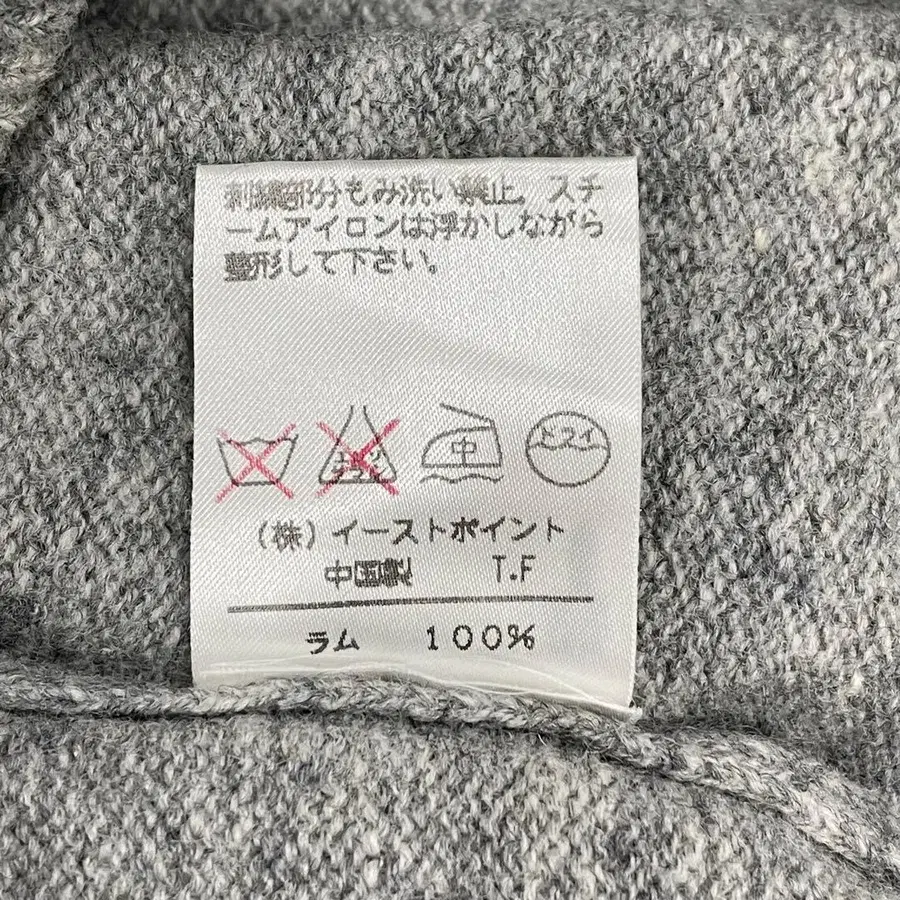 刺繍部分もみ洗い禁止。スチ
ームアイロンは浮かしながら
整形して下さい。
中
ドライ
(株)イーストポイント
中国製 T.F
ラム 100%